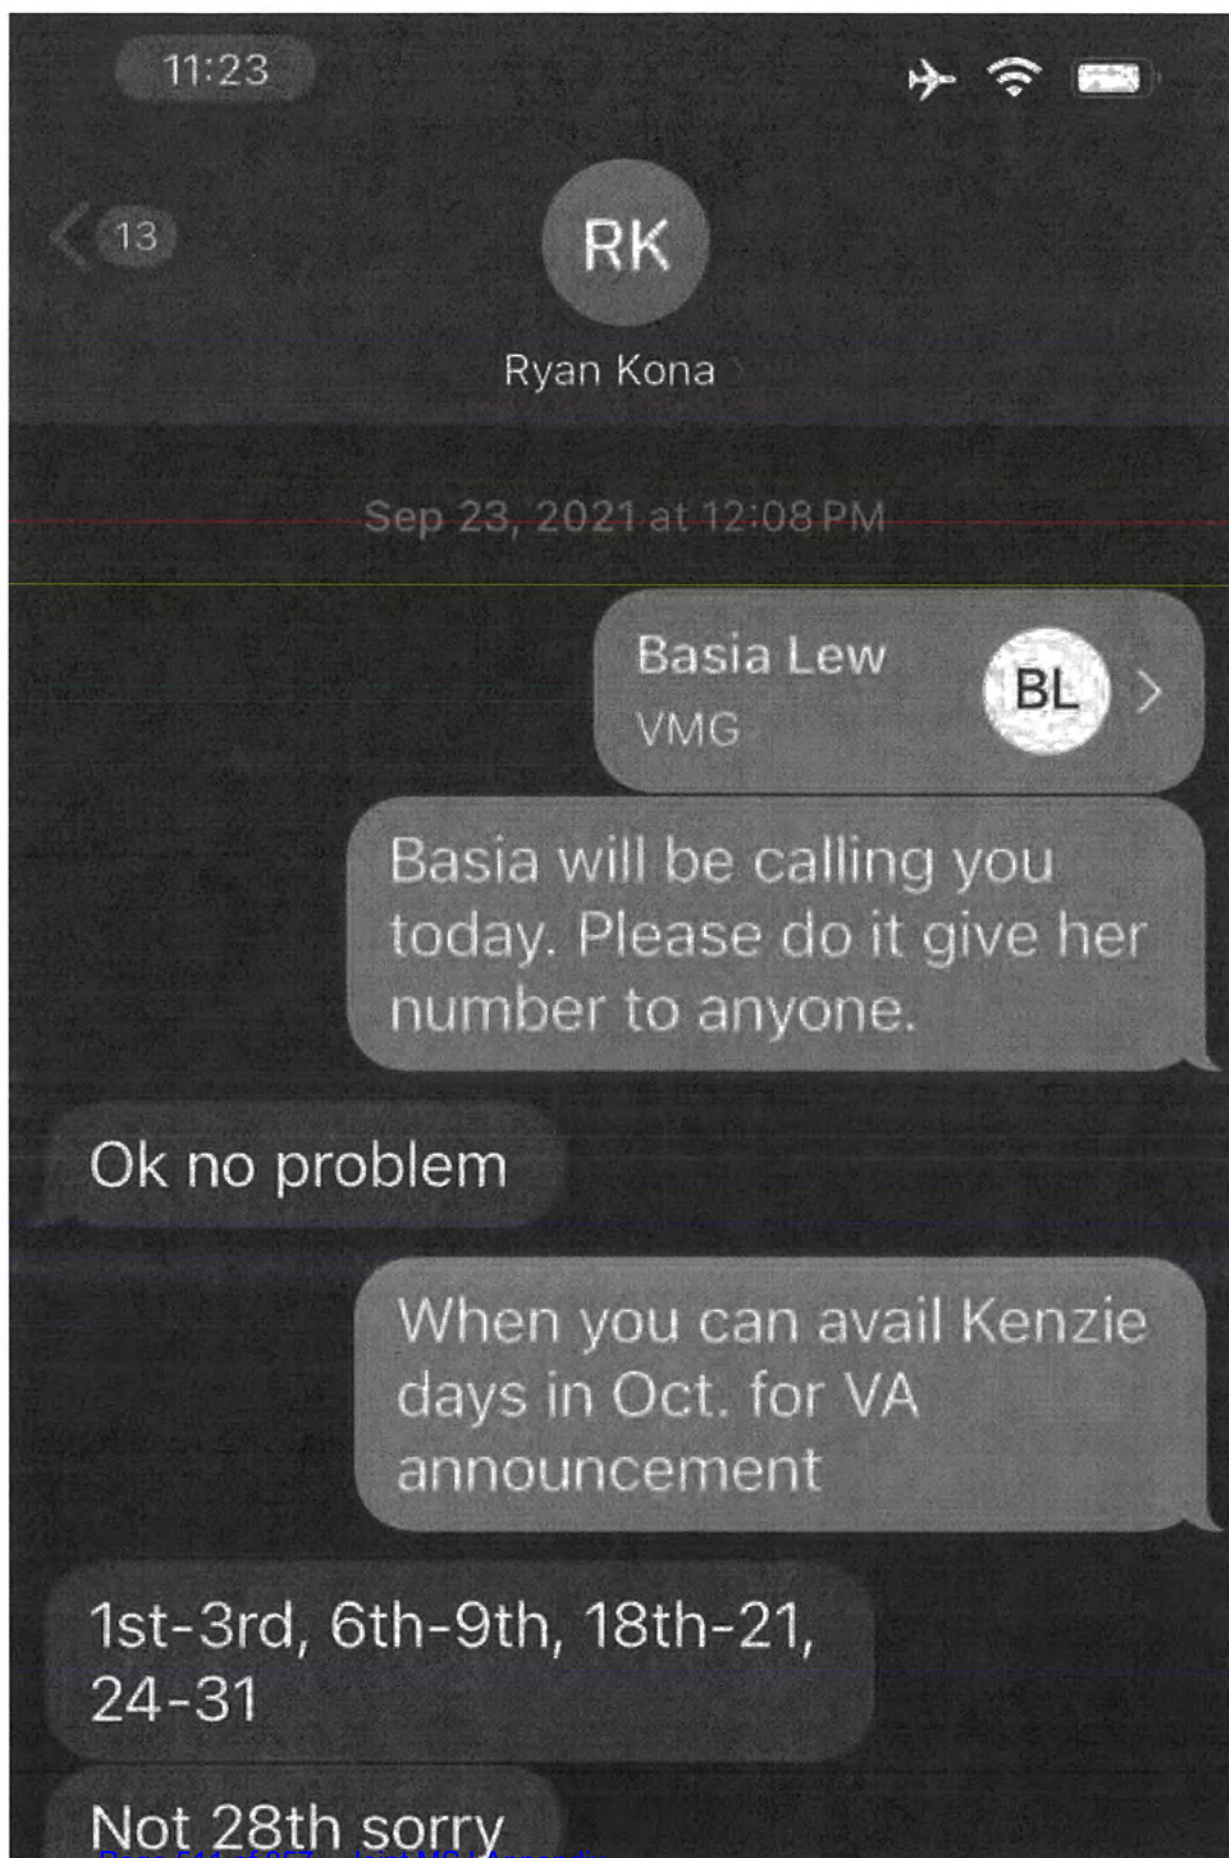 11:23
13
RK
Ryan Kona
Sep 23, 2021 at 12:08 PM
Basia Lew
VMG
BL
Basia will be calling you
today. Please do it give her
number to anyone.
Ok no problem
When you can avail Kenzie
days in Oct. for VA
announcement
1st-3rd, 6th-9th, 18th-21,
24-31
Not 28th sorry